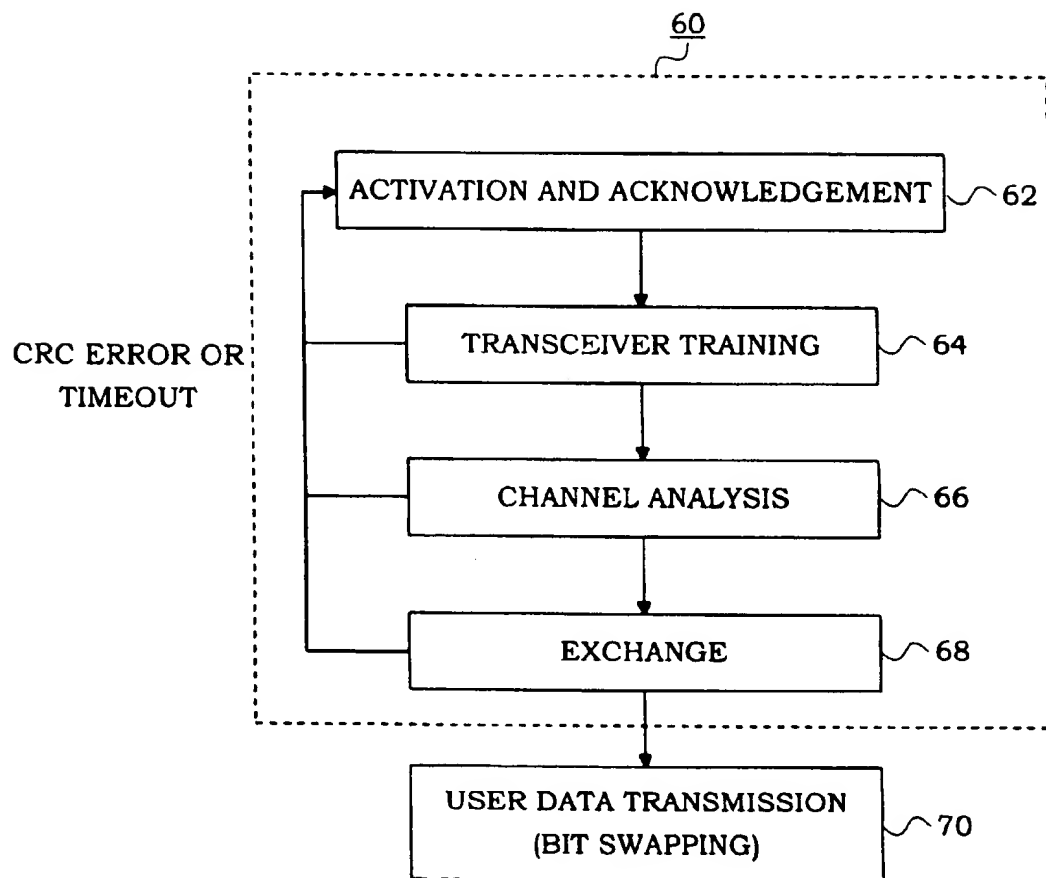 60
ACTIVATION AND ACKNOWLEDGEMENT
62
TRANSCEIVER TRAINING
64
CRC ERROR OR
TIMEOUT
CHANNEL ANALYSIS
66
EXCHANGE
68
USER DATA TRANSMISSION
(BIT SWAPPING)
70